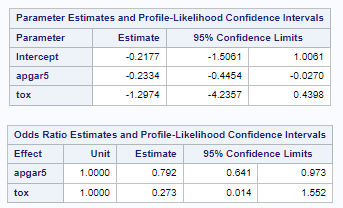 Parameter Estimates and Profile-Likelihood Confidence Intervals
Parameter Estimate 95% Confidence Limits
Intercept -0.2177 -1.5061 1.0061
apgar5 -0.2334 -0.4454 -0.0270
tox -1.2974 -4.2357 0.4398
Odds Ratio Estimates and Profile-Likelihood Confidence Intervals
Effect Unit Estimate 95% Confidence Limits
apgar5 1.0000 0.792 0.641 0.973
tox 1.0000 0.273 0.014 1.552